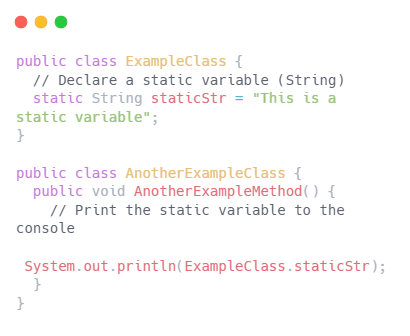 public class ExampleClass {
  // Declare a static variable (String)
  static String staticStr = "This is a
static variable";
}

public class AnotherExampleClass {
  public void AnotherExampleMethod() {
    // Print the static variable to the
console

 System.out.println(ExampleClass.staticStr);
  }
}